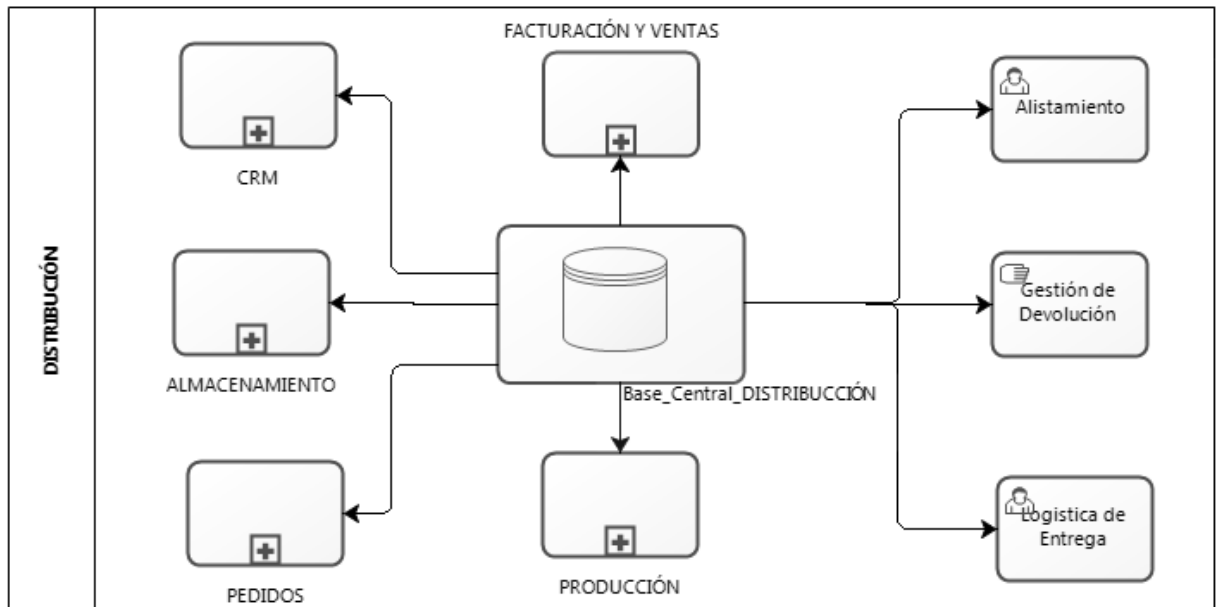 DISTRIBUCIÓN
FACTURACIÓN Y VENTAS
CRM
Alistamiento
ALMACENAMIENTO
Base_Central_DISTRIBUCCIÓN
Gestión de
Devolución
PEDIDOS
PRODUCCIÓN
Logistica de
Entrega